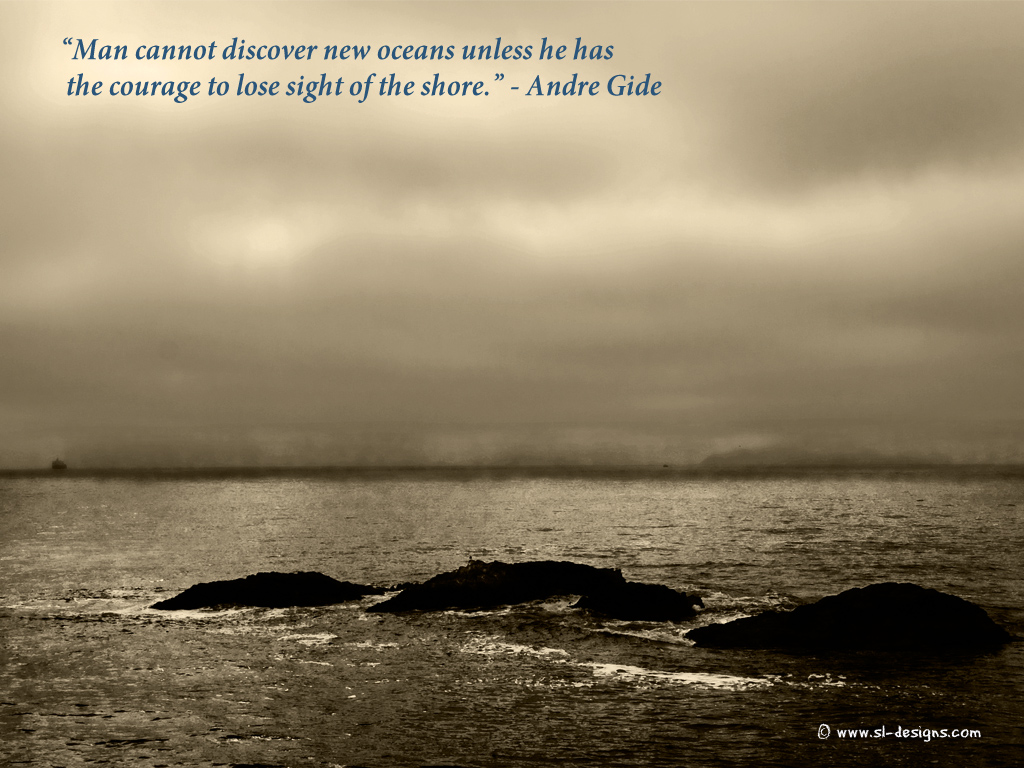 “Man cannot discover new oceans unless he has
the courage to lose sight of the shore.” - Andre Gide
© www.sl-designs.com